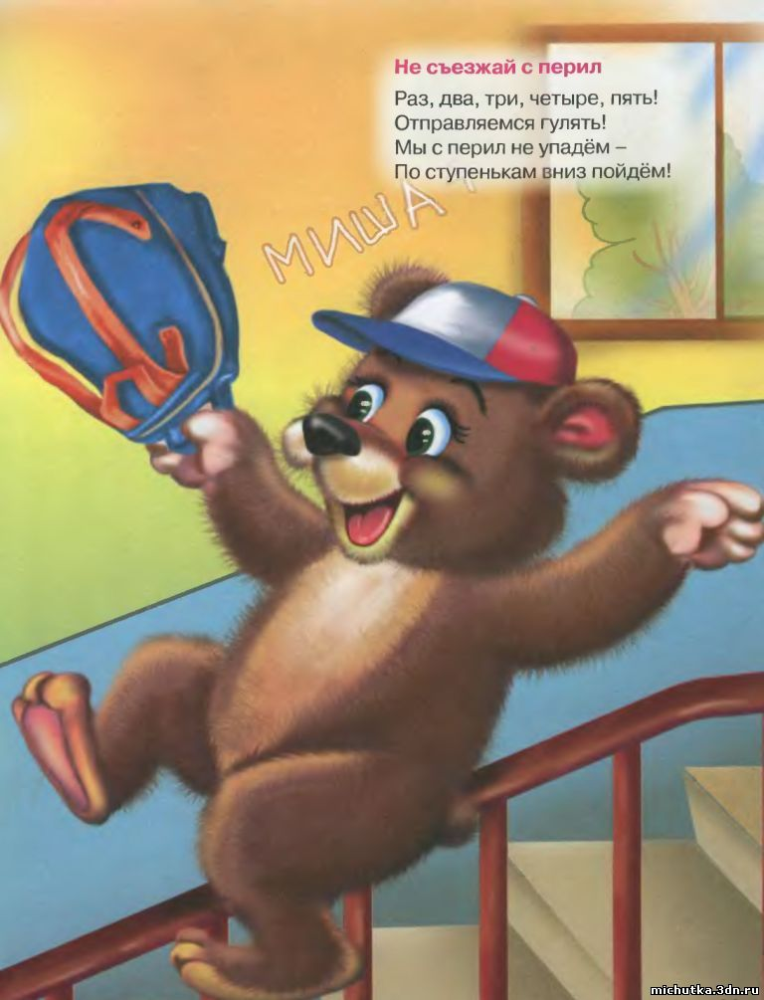 Не съезжай с перил
Раз, два, три, четыре, пять!
Отправляемся гулять!
Мы с перил не упадём –
По ступенькам вниз пойдём!
МИША
michutka.3dn.ru